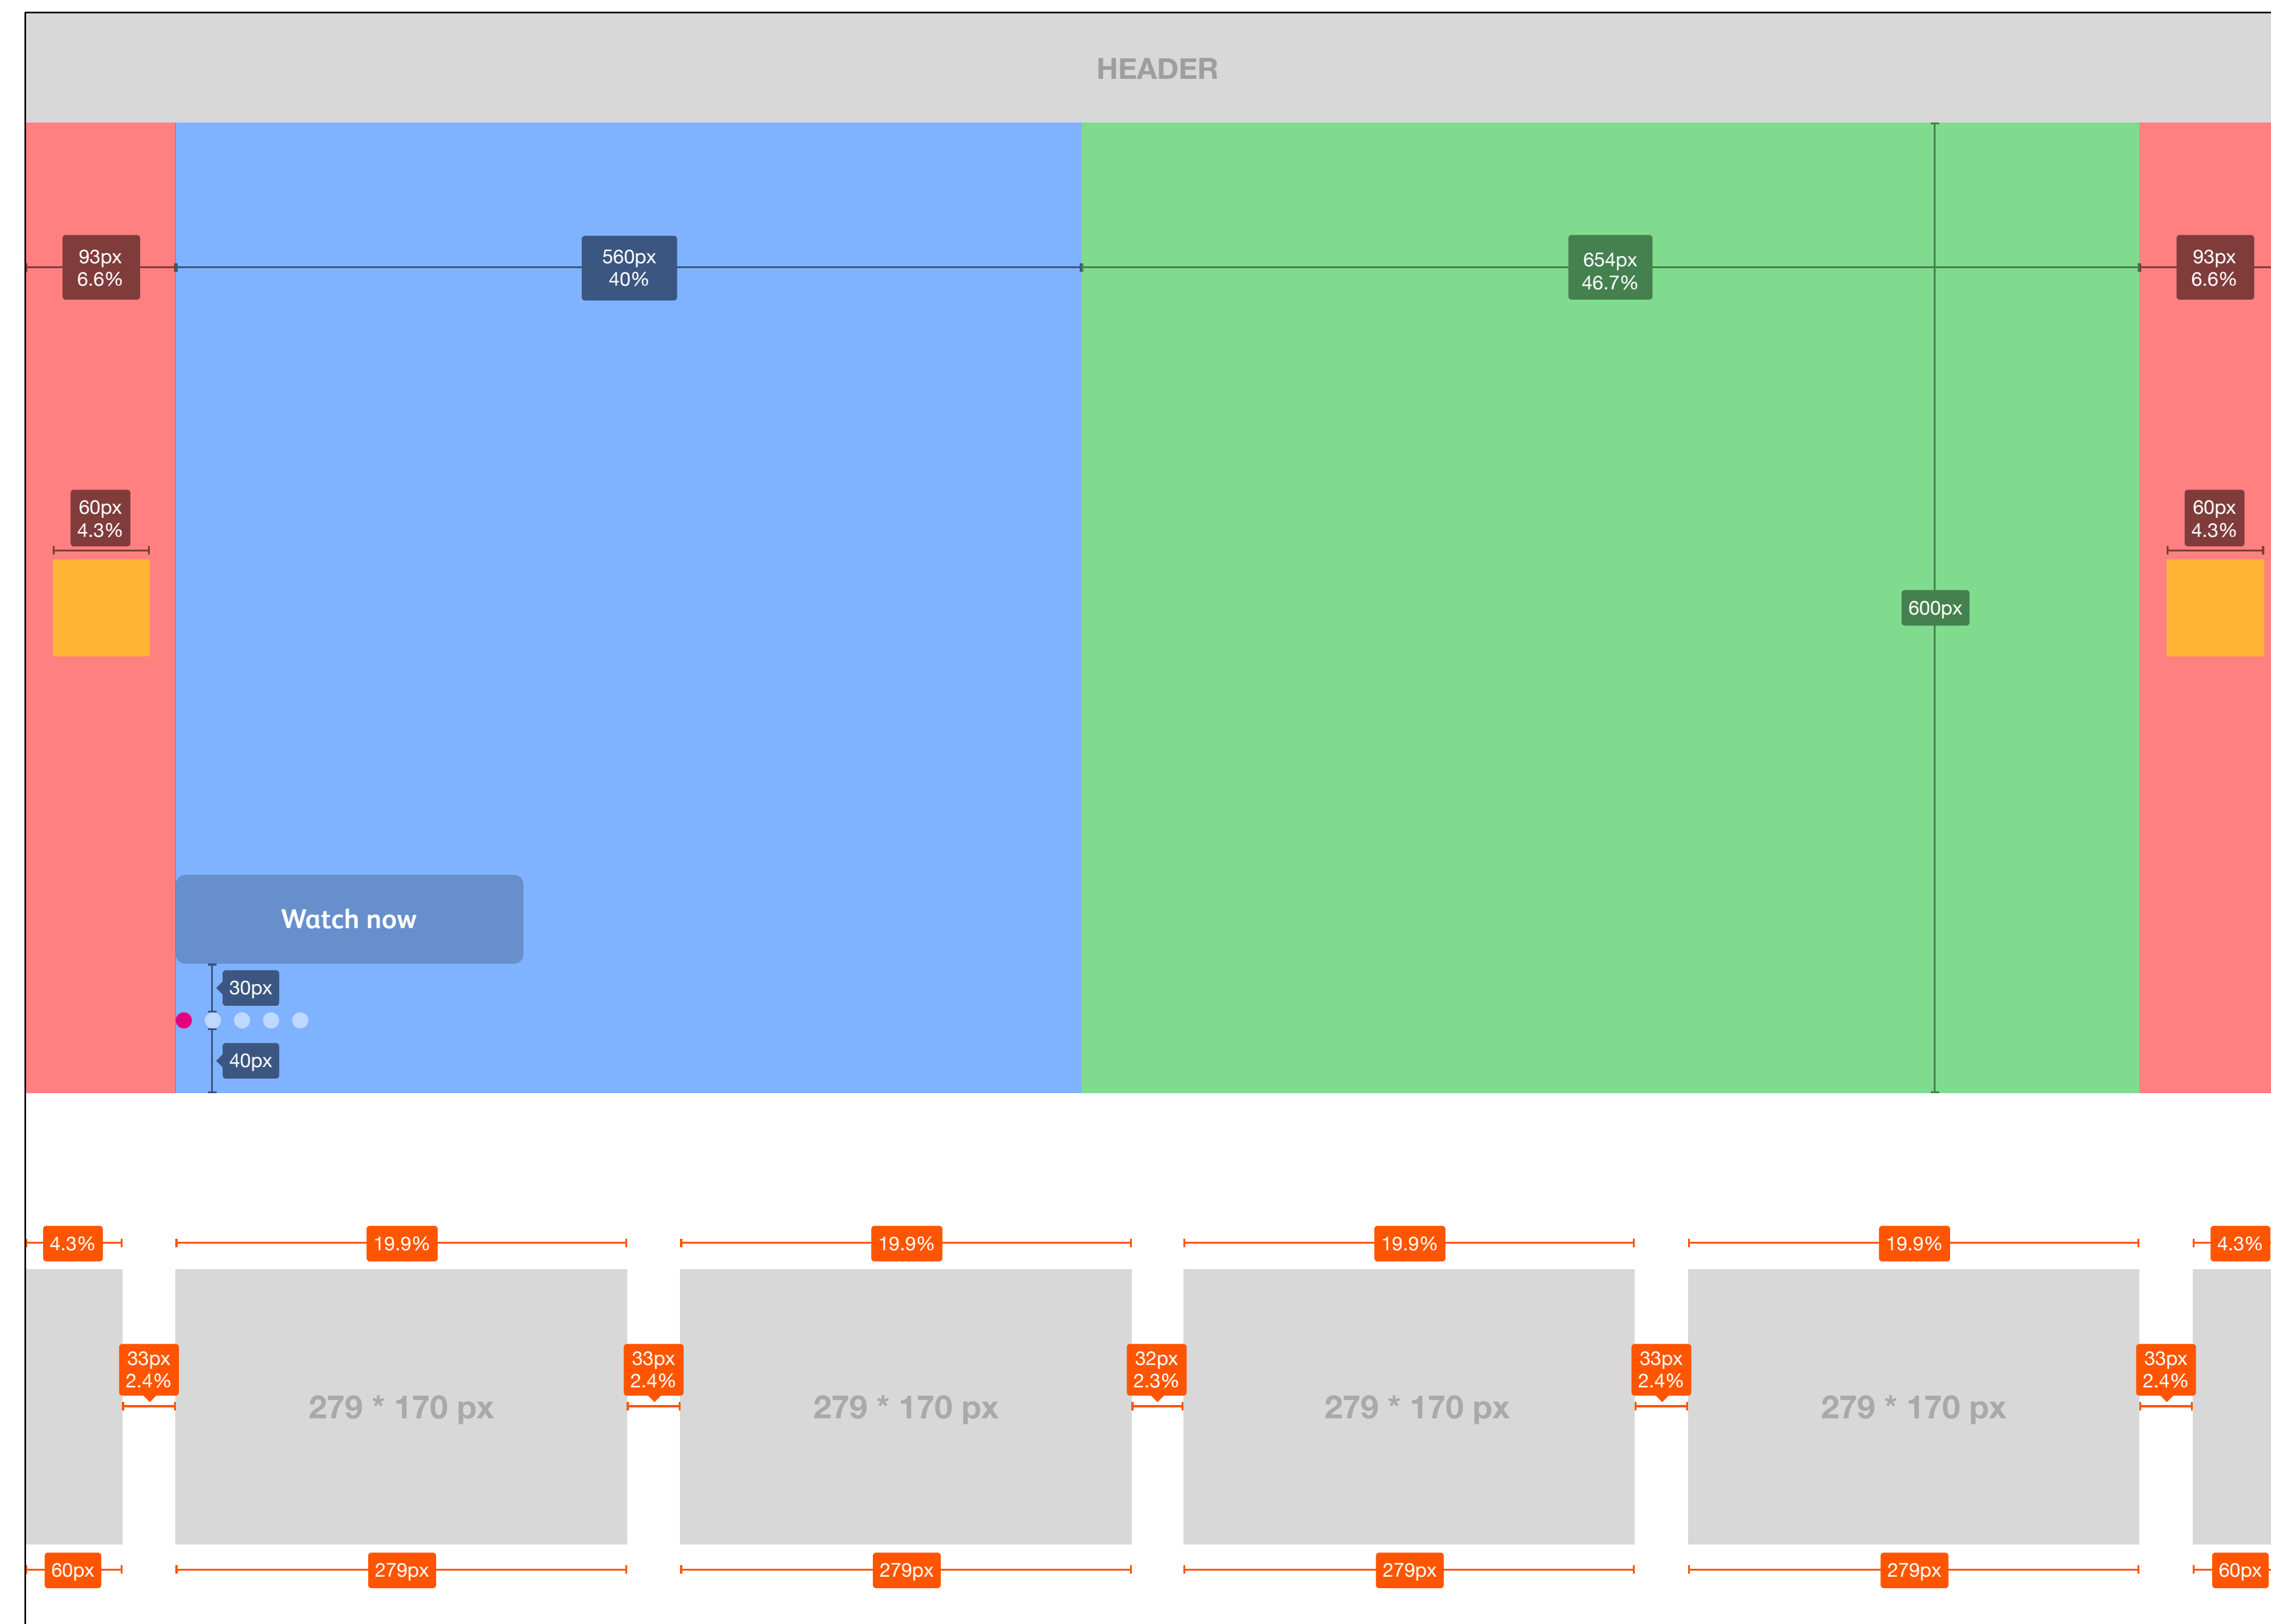 HEADER
93px
6.6%
560px
40%
654px
46.7%
93px
6.6%
60px
4.3%
60px
4.3%
600px
Watch now
30px
40px
4.3%
19.9%
19.9%
19.9%
19.9%
4.3%
33px
2.4%
33px
2.4%
32px
2.3%
33px
2.4%
33px
2.4%
279 * 170 px
279 * 170 px
279 * 170 px
279 * 170 px
60px
279px
279px
279px
279px
60px